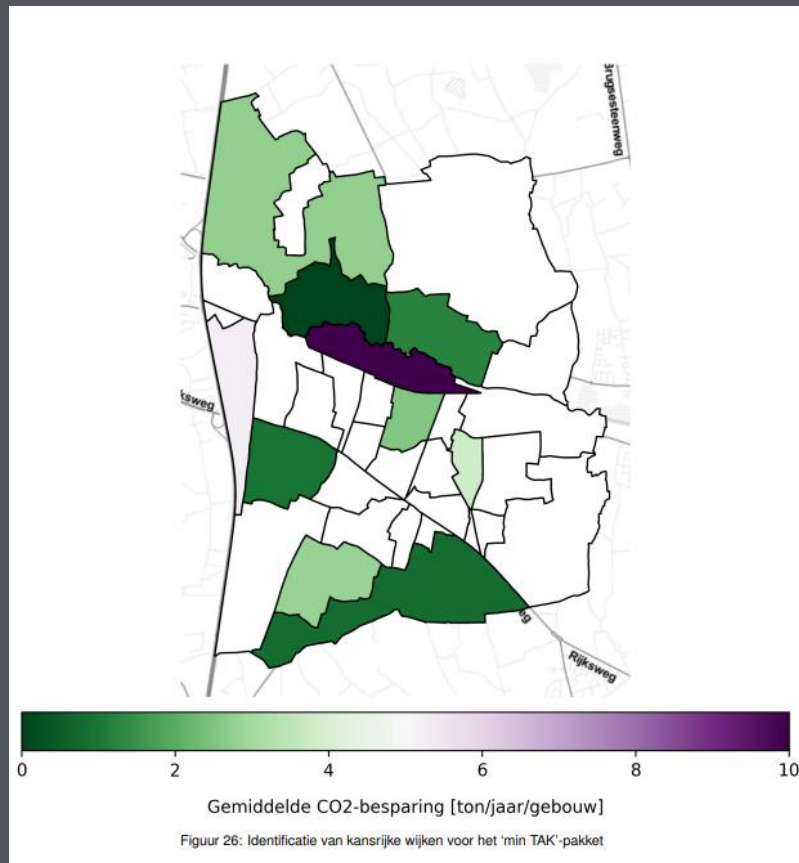 Brugsesteenweg
ksweg
eg
Rijksweg
0 2 4 6 8 10
Gemiddelde CO2-besparing [ton/jaar/gebouw]
Figuur 26: Identificatie van kansrijke wijken voor het ‘min TAK’-pakket